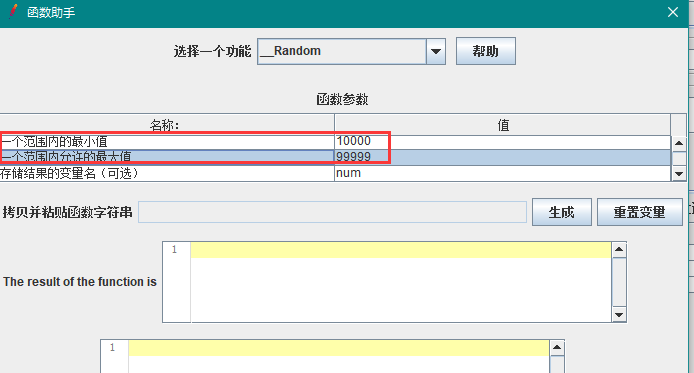 函数助手
选择一个功能 __Random 帮助
函数参数
名称: 值
一个范围内的最小值 10000
一个范围内允许的最大值 99999
存储结果的变量名（可选） num
拷贝并粘贴函数字符串 生成 重置变量
1
The result of the function is
1